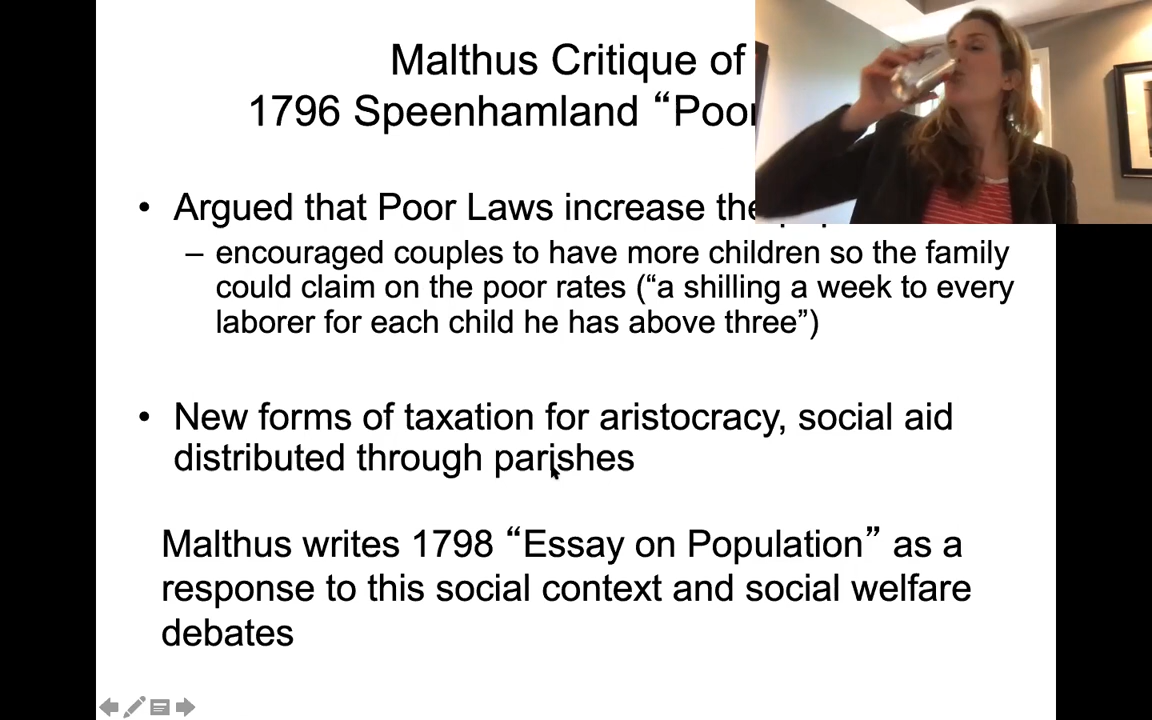 Malthus Critique of
1796 Speenhamland “Poor
• Argued that Poor Laws increase the
– encouraged couples to have more children so the family
could claim on the poor rates (“a shilling a week to every
laborer for each child he has above three”)
• New forms of taxation for aristocracy, social aid
distributed through parishes
Malthus writes 1798 “Essay on Population” as a
response to this social context and social welfare
debates